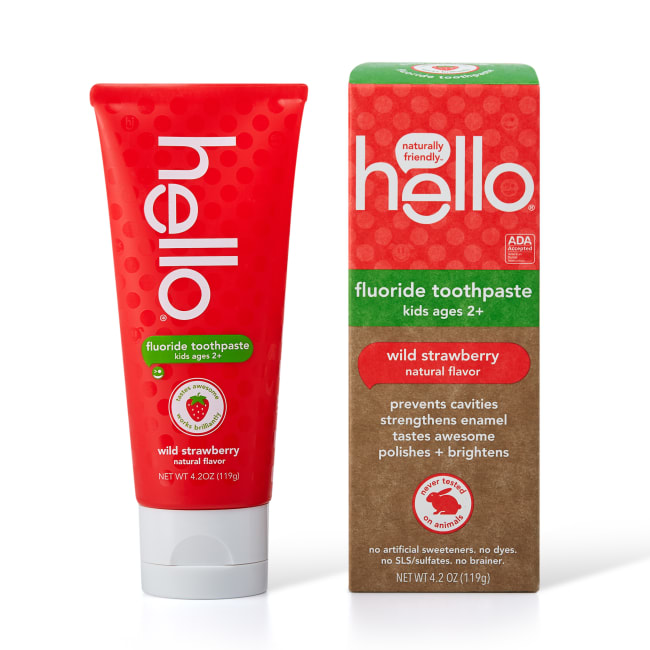 hello®
fluoride toothpaste
kids ages 2+
tastes awesome
works brilliantly
wild strawberry
natural flavor
NET WT 4.2OZ (119g)
fluoride toothpaste
naturally
friendly™
hello®
ADA
Accepted
fluoride toothpaste
kids ages 2+
wild strawberry
natural flavor
prevents cavities
strengthens enamel
tastes awesome
polishes + brightens
never tested
on animals
no artificial sweeteners. no dyes.
no SLS/sulfates. no brainer.
NET WT 4.2 OZ (119g)